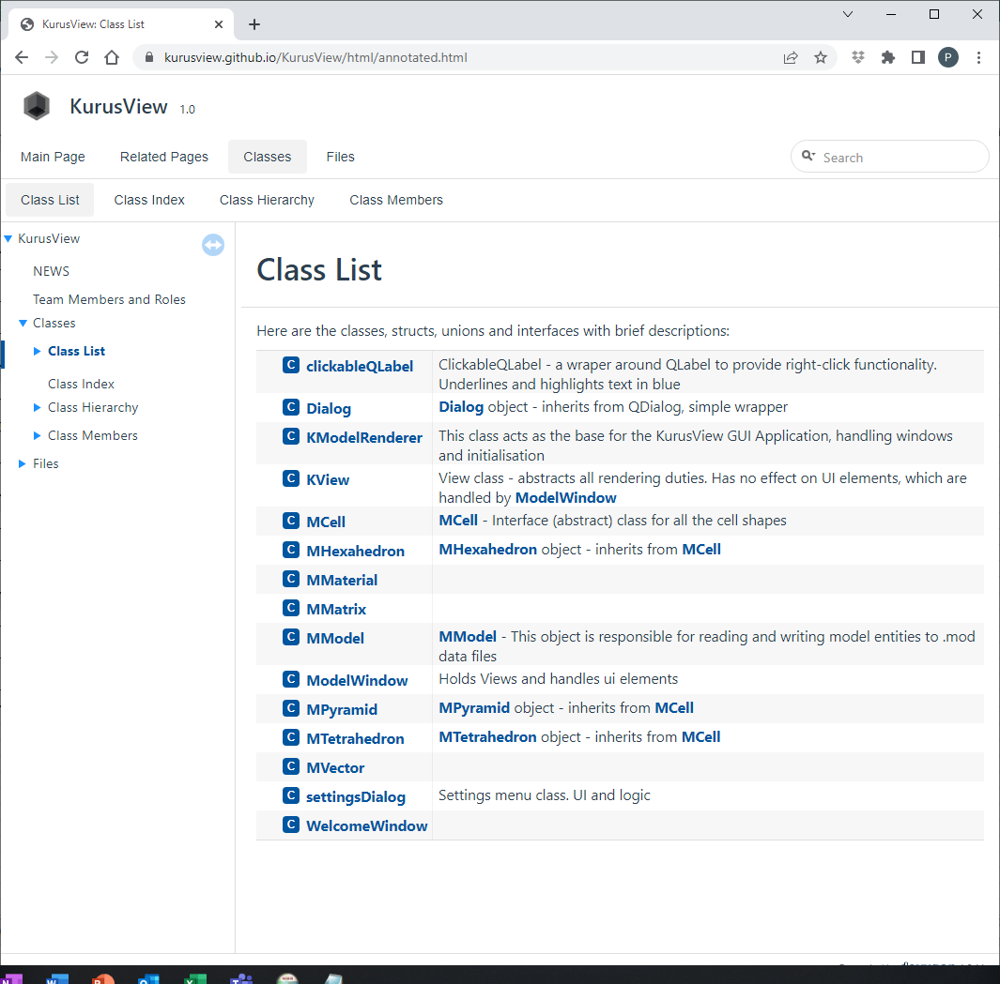 KurusView: Class List
kurusview.github.io/KurusView/html/annotated.html
P
KurusView 1.0
Main Page Related Pages Classes Files
Search
Class List Class Index Class Hierarchy Class Members
KurusView
NEWS
Team Members and Roles
Classes
Class List
Class Index
Class Hierarchy
Class Members
Files
Class List
Here are the classes, structs, unions and interfaces with brief descriptions:
C clickableQLabel ClickableQLabel - a wraper around QLabel to provide right-click functionality.
Underlines and highlights text in blue
C Dialog Dialog object - inherits from QDialog, simple wrapper
C KModelRenderer This class acts as the base for the KurusView GUI Application, handling windows
and initialisation
C KView View class - abstracts all rendering duties. Has no effect on UI elements, which are
handled by ModelWindow
C MCell MCell - Interface (abstract) class for all the cell shapes
C MHexahedron MHexahedron object - inherits from MCell
C MMaterial
C MMatrix
C MModel MModel - This object is responsible for reading and writing model entities to .mod
data files
C ModelWindow Holds Views and handles ui elements
C MPyramid MPyramid object - inherits from MCell
C MTetrahedron MTetrahedron object - inherits from MCell
C MVector
C settingsDialog Settings menu class. UI and logic
C WelcomeWindow